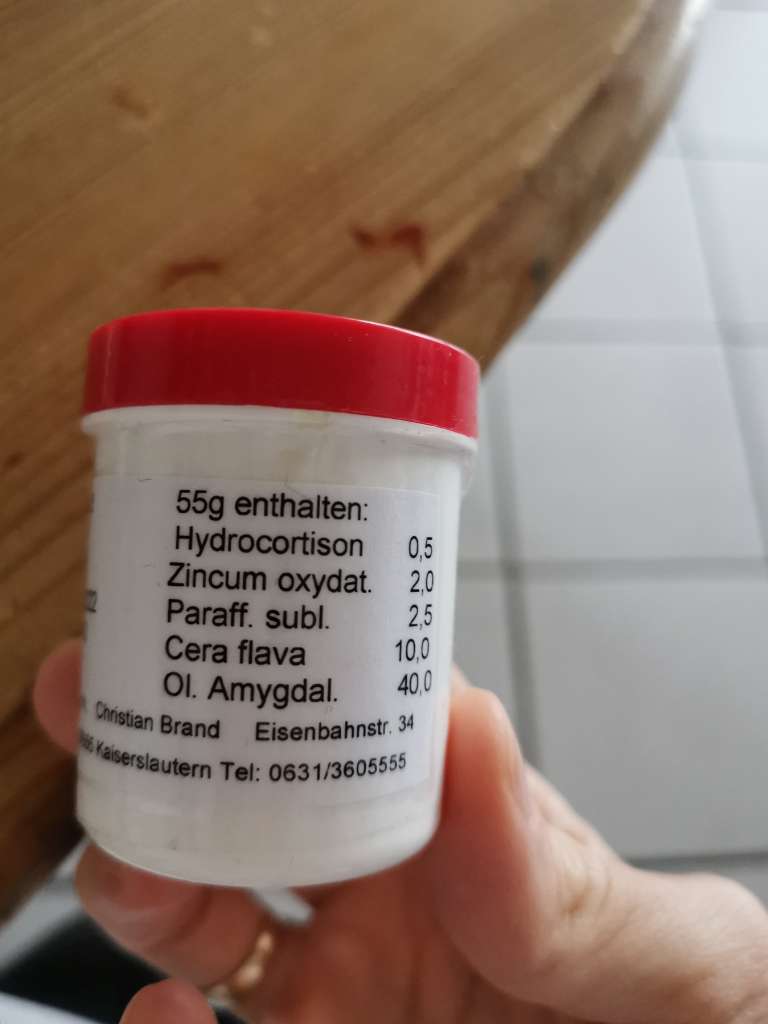 55g enthalten:
Hydrocortison 0,5
Zincum oxydat. 2,0
Paraff. subl. 2,5
Cera flava 10,0
Ol. Amygdal. 40,0
Christian Brand Eisenbahnstr. 34
Kaiserslautern Tel: 0631/3605555